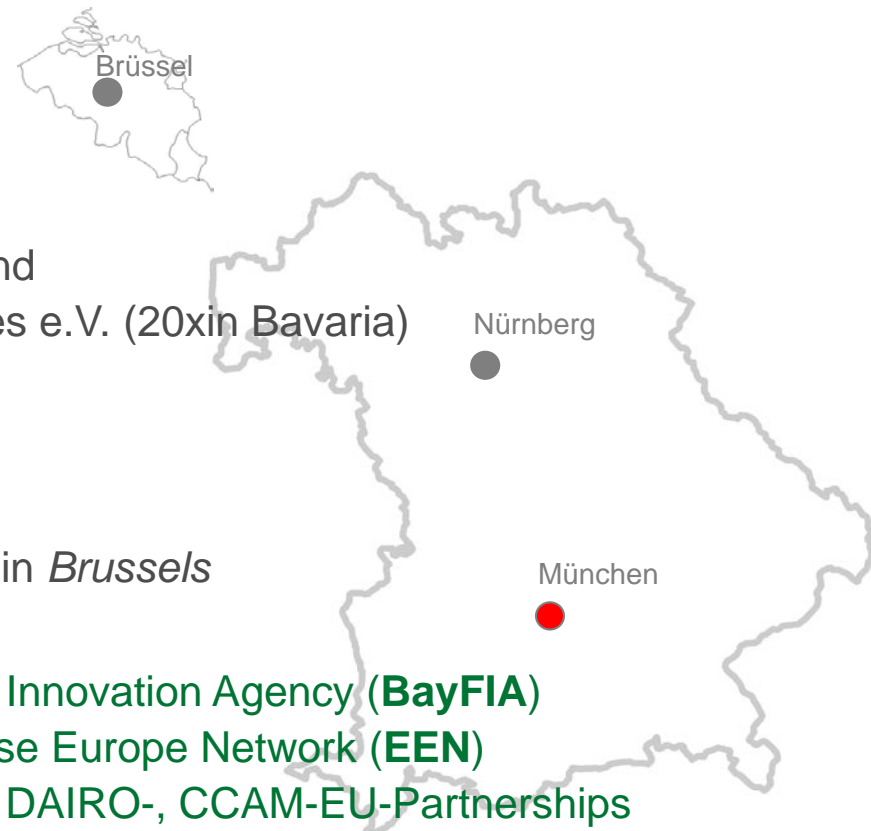 Brüssel
nd
es e.V. (20xin Bavaria)
Nürnberg
in Brussels
München
Innovation Agency (BayFIA)
se Europe Network (EEN)
DAIRO-, CCAM-EU-Partnerships